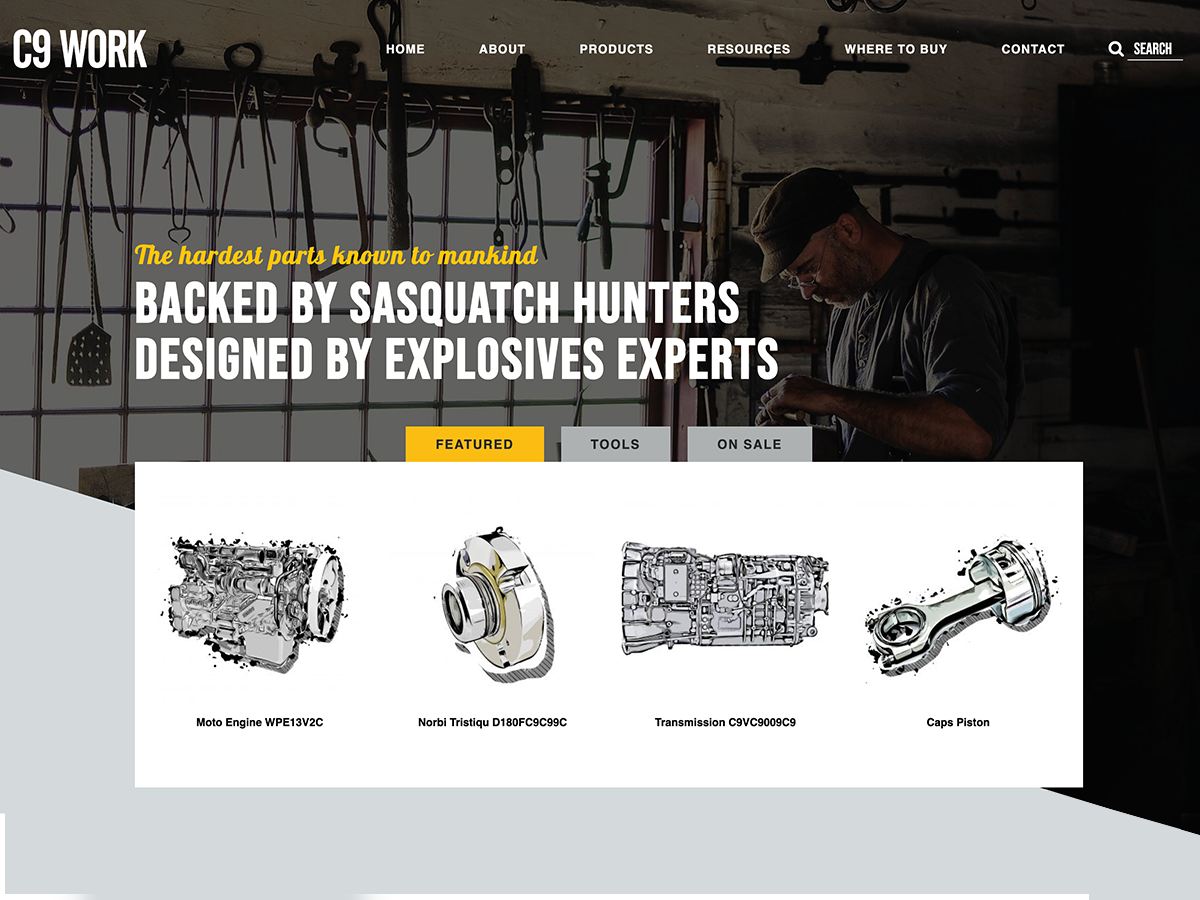 C9 WORK
HOME ABOUT PRODUCTS RESOURCES WHERE TO BUY CONTACT SEARCH
The hardest parts known to mankind
BACKED BY SASQUATCH HUNTERS
DESIGNED BY EXPLOSIVES EXPERTS
FEATURED TOOLS ON SALE
Moto Engine WPE13V2C Norbi Tristiqu D180FC9C99C Transmission C9VC9009C9 Caps Piston